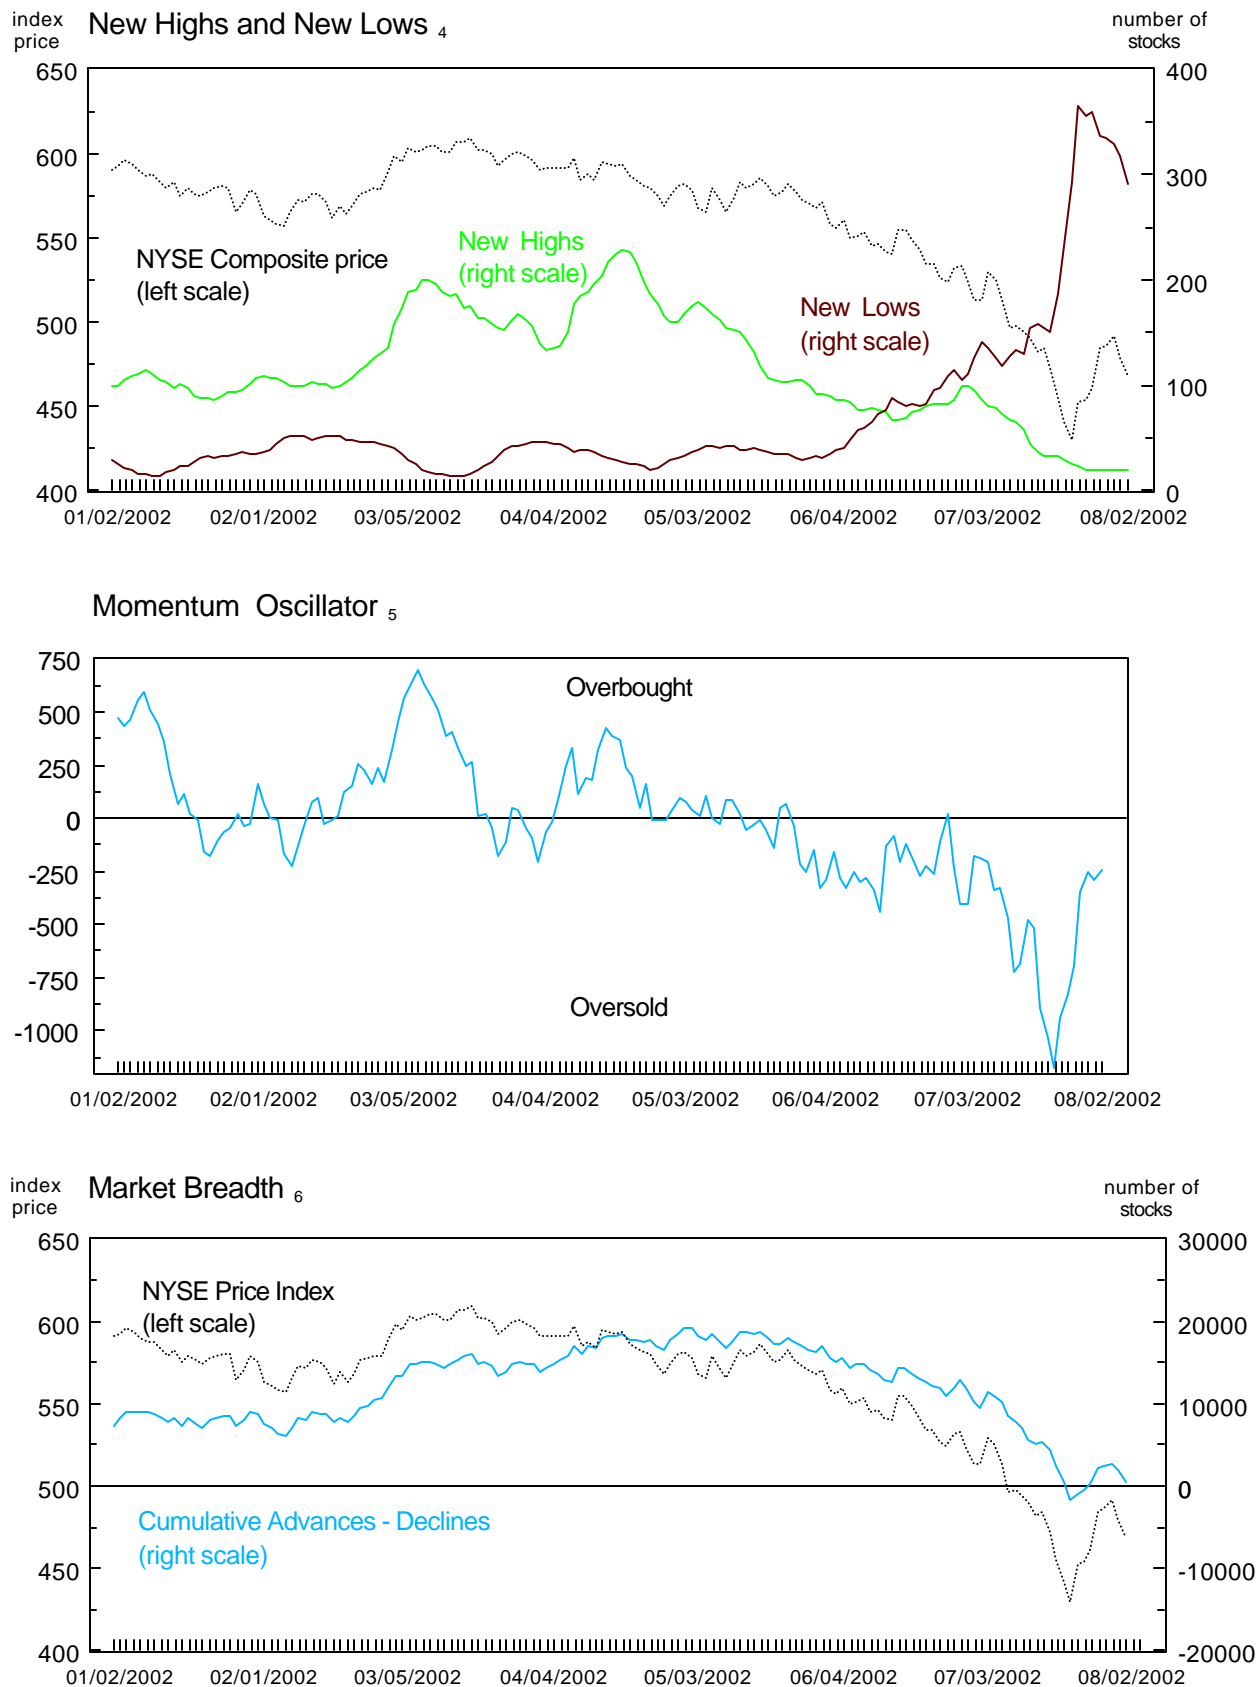 index price
New Highs and New Lows 4
number of stocks
650
600
550
500
450
400
400
300
200
100
0
NYSE Composite price
(left scale)
New Highs
(right scale)
New Lows
(right scale)
01/02/2002 02/01/2002 03/05/2002 04/04/2002 05/03/2002 06/04/2002 07/03/2002 08/02/2002
Momentum Oscillator 5
750
500
250
0
-250
-500
-750
-1000
Overbought
Oversold
01/02/2002 02/01/2002 03/05/2002 04/04/2002 05/03/2002 06/04/2002 07/03/2002 08/02/2002
index price
Market Breadth 6
number of stocks
650
600
550
500
450
400
30000
20000
10000
0
-10000
-20000
NYSE Price Index
(left scale)
Cumulative Advances - Declines
(right scale)
01/02/2002 02/01/2002 03/05/2002 04/04/2002 05/03/2002 06/04/2002 07/03/2002 08/02/2002